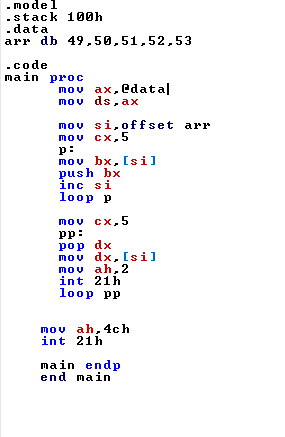 .model
.stack 100h
.data
arr db 49,50,51,52,53
.code
main proc
mov ax,@data
mov ds,ax
mov si,offset arr
mov cx,5
p:
mov bx,[si]
push bx
inc si
loop p
mov cx,5
pp:
pop dx
mov dx,[si]
mov ah,2
int 21h
loop pp
mov ah,4ch
int 21h
main endp
end main